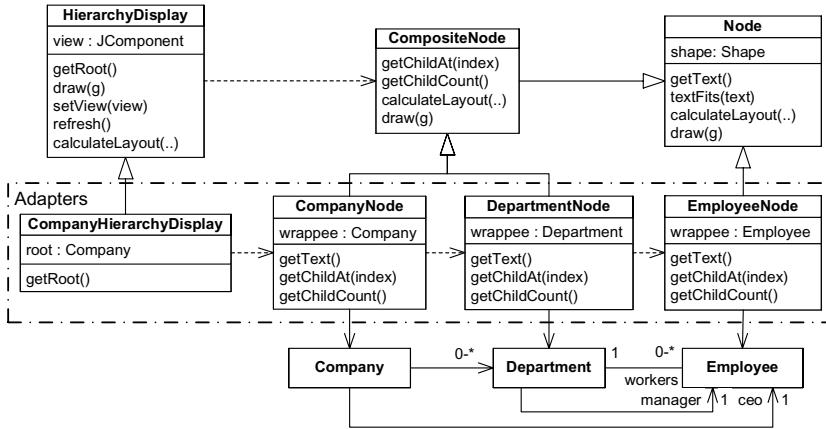 HierarchyDisplay
view : JComponent
getRoot()
draw(g)
setView(view)
refresh()
calculateLayout(..)
CompositeNode
getChildAt(index)
getChildCount()
calculateLayout(..)
draw(g)
Node
shape: Shape
getText()
textFits(text)
calculateLayout(..)
draw(g)
Adapters
CompanyHierarchyDisplay
root : Company
getRoot()
CompanyNode
wrappee : Company
getText()
getChildAt(index)
getChildCount()
DepartmentNode
wrappee : Department
getText()
getChildAt(index)
getChildCount()
EmployeeNode
wrappee : Employee
getText()
getChildAt(index)
getChildCount()
Company
0-*
Department
1
0-*
workers
Employee
manager
1
ceo
1